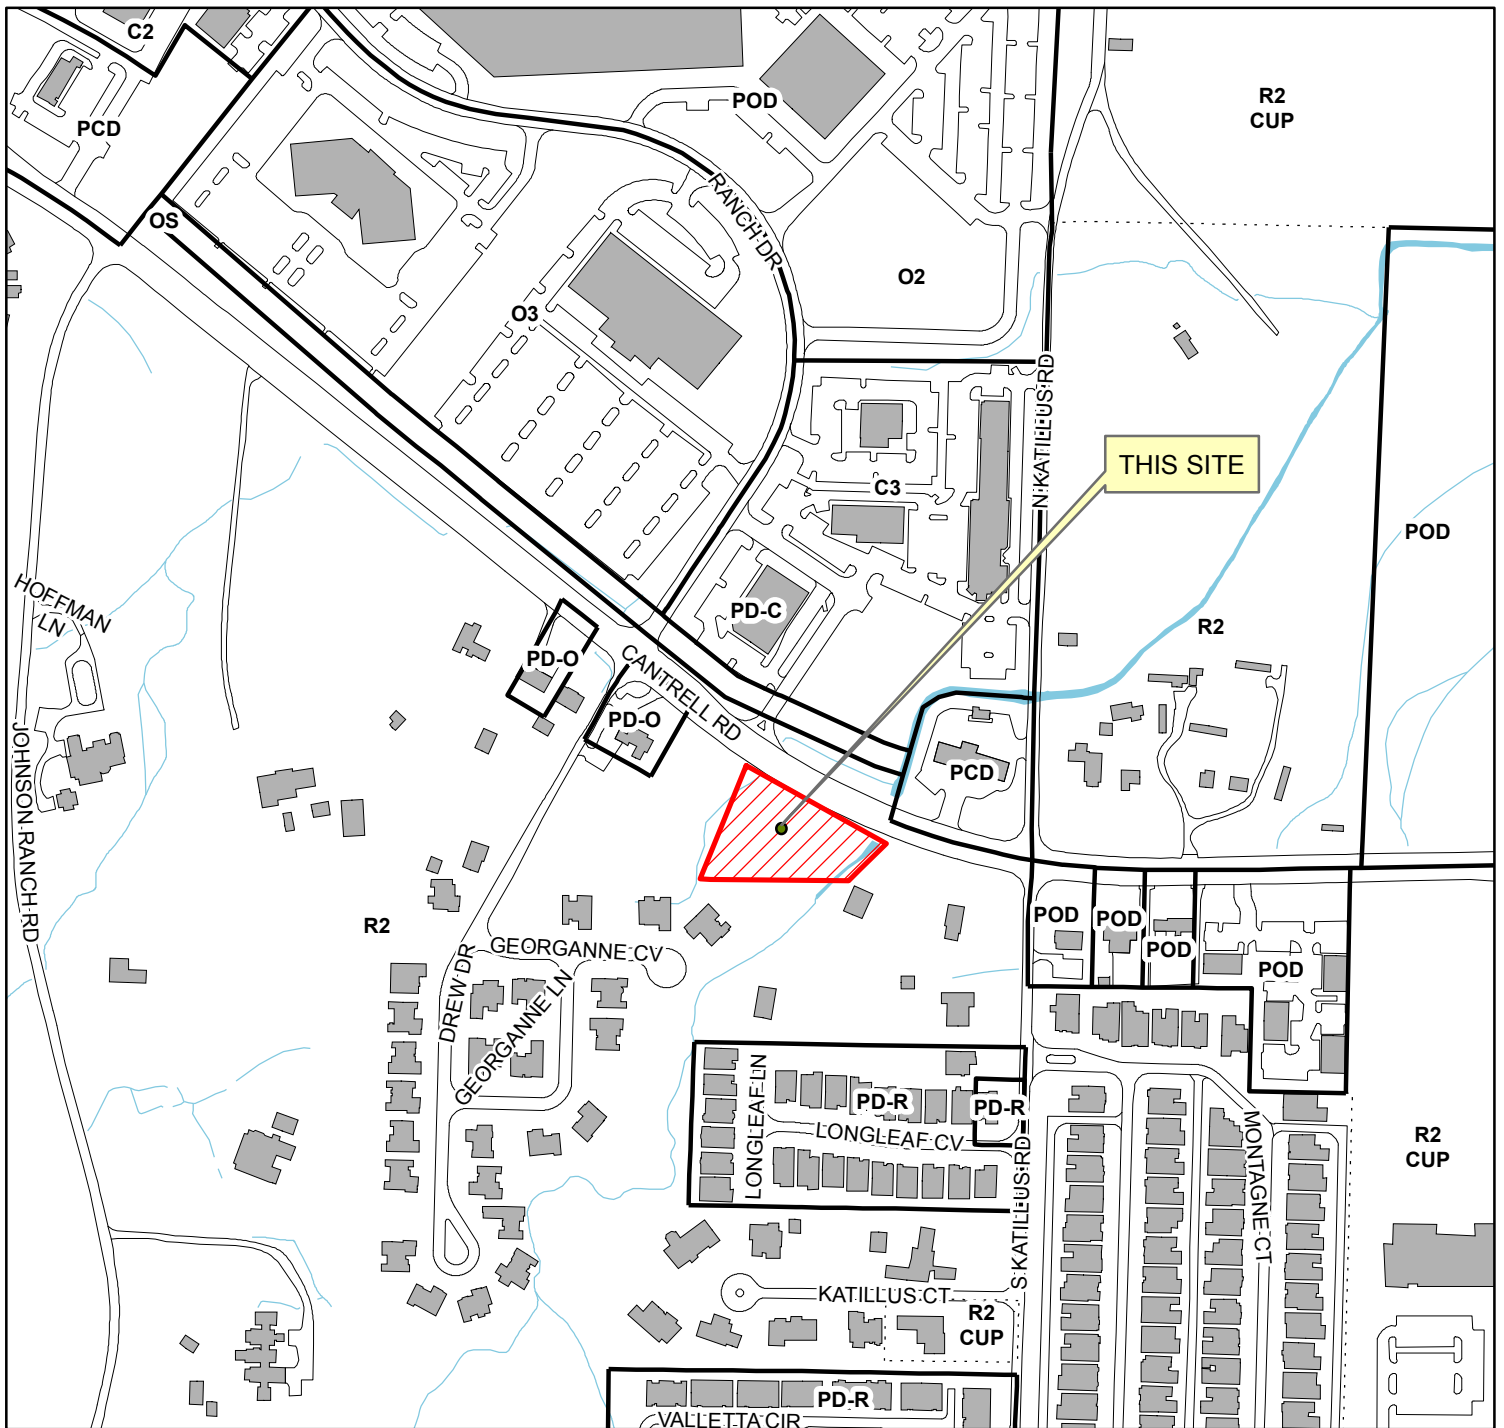 C2
PCD
POD
R2
CUP
OS
RANCH DR
O2
O3
N KATILLUS RD
THIS SITE
C3
POD
HOFFMAN
LN
PD-C
R2
PD-O
CANTRELL RD
PD-O
PCD
JOHNSON RANCH RD
R2
POD
POD
POD
POD
GEORGANNE CV
DREW DR
GEORGANNE LN
LONGLEAF LN
PD-R
PD-R
LONGLEAF CV
S KATILLUS RD
MONTAGNE CT
R2
CUP
KATILLUS CT
R2
CUP
PD-R
VALLETTA CIR